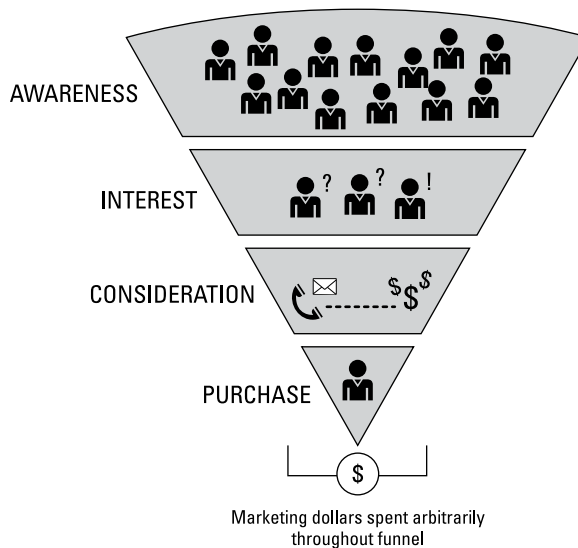 AWARENESS
? ? !
INTEREST
$ $ $
CONSIDERATION
PURCHASE
$
Marketing dollars spent arbitrarily
throughout funnel